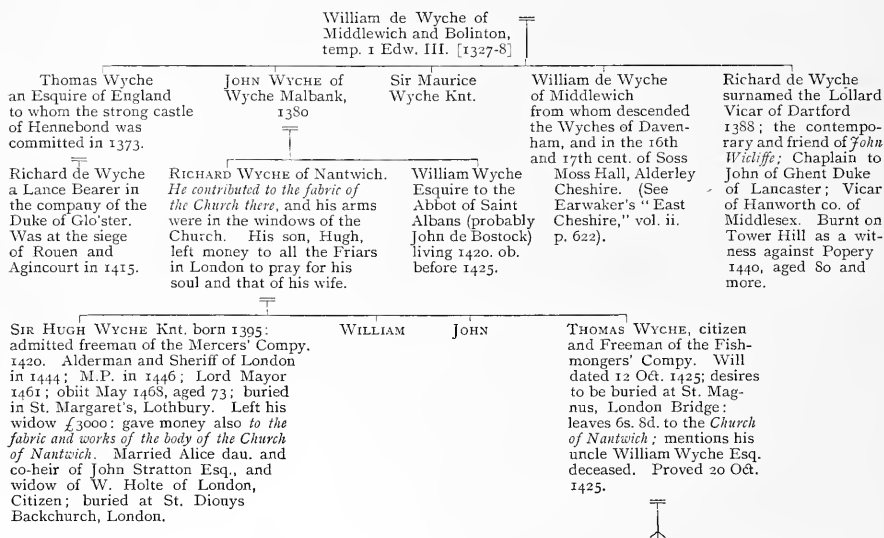 William de Wyche of
Middlewich and Bolinton,
temp. 1 Edw. III. [1327-8]
Thomas Wyche
an Esquire of England
to whom the strong castle
of Hennebond was
committed in 1373.
JOHN WYCHE of
Wyche Malbank,
1380
Sir Maurice
Wyche Knt.
William de Wyche
of Middlewich
from whom descended
the Wyches of Daven-
ham, and in the 16th
and 17th cent. of Soss
Moss Hall, Alderley
Cheshire. (See
Earwaker's " East
Cheshire," vol. ii.
p. 622).
Richard de Wyche
surnamed the Lollard
Vicar of Dartford
1388 ; the contempo-
rary and friend of John
Wicliffe; Chaplain to
John of Ghent Duke
of Lancaster; Vicar
of Hanworth co. of
Middlesex. Burnt on
Tower Hill as a wit-
ness against Popery
1440, aged 80 and
more.
Richard de Wyche
a Lance Bearer in
the company of the
Duke of Glo'ster.
Was at the siege
of Rouen and
Agincourt in 1415.
RICHARD WYCHE of Nantwich.
He contributed to the fabric of
the Church there, and his arms
were in the windows of the
Church. His son, Hugh,
left money to all the Friars
in London to pray for his
soul and that of his wife.
William Wyche
Esquire to the
Abbot of Saint
Albans (probably
John de Bostock)
living 1420. ob.
before 1425.
SIR HUGH WYCHE Knt. born 1395:
admitted freeman of the Mercers' Compy.
1420. Alderman and Sheriff of London
in 1444; M.P. in 1446; Lord Mayor
1461; obiit May 1468, aged 73; buried
in St. Margaret's, Lothbury. Left his
widow £3000: gave money also to the
fabric and works of the body of the Church
of Nantwich. Married Alice dau. and
co-heir of John Stratton Esq., and
widow of W. Holte of London,
Citizen; buried at St. Dionys
Backchurch, London.
WILLIAM
JOHN
THOMAS WYCHE, citizen
and Freeman of the Fish-
mongers' Compy. Will
dated 12 Oct. 1425; desires
to be buried at St. Mag-
nus, London Bridge:
leaves 6s. 8d. to the Church
of Nantwich; mentions his
uncle William Wyche Esq.
deceased. Proved 20 Oct.
1425.